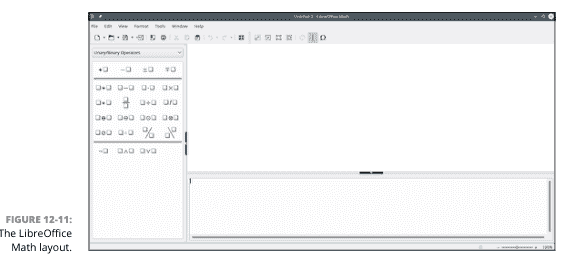 Untitled 2 - LibreOffice Math
File Edit View Format Tools Window Help
Unary/Binary Operators
+□ -□ ±□ ∓□
□+□ □-□ □·□ □×□
□∧□ □∨□
100%
FIGURE 12-11:
The LibreOffice
Math layout.